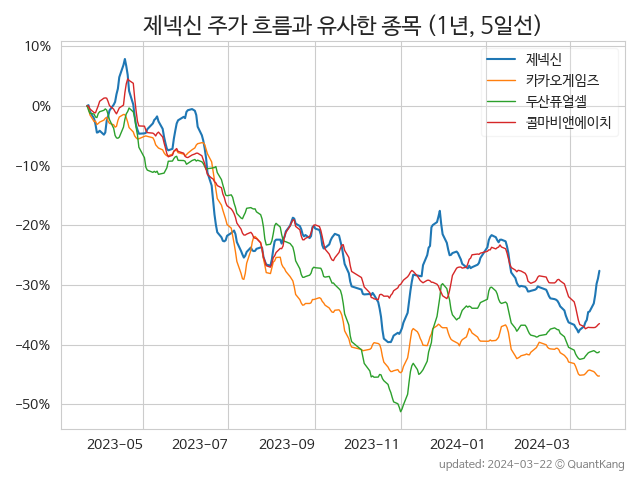 제넥신 주가 흐름과 유사한 종목 (1년, 5일선)
제넥신
카카오게임즈
두산퓨얼셀
콜마비앤에이치
10%
0%
−10%
−20%
−30%
−40%
−50%
2023−05
2023−07
2023−09
2023−11
2024−01
2024−03
updated: 2024-03-22 © QuantKang